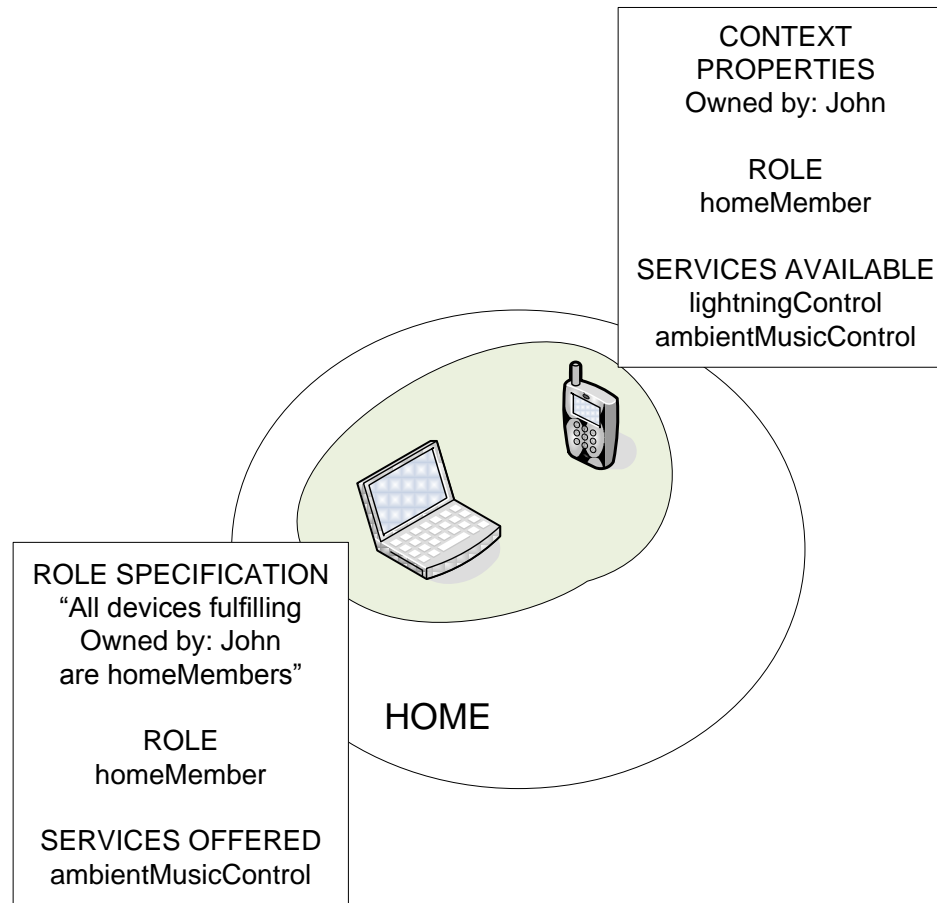 CONTEXT
PROPERTIES
Owned by: John
ROLE
homeMember
SERVICES AVAILABLE
lightningControl
ambientMusicControl
ROLE SPECIFICATION
“All devices fulfilling
Owned by: John
are homeMembers”
ROLE
homeMember
SERVICES OFFERED
ambientMusicControl
HOME